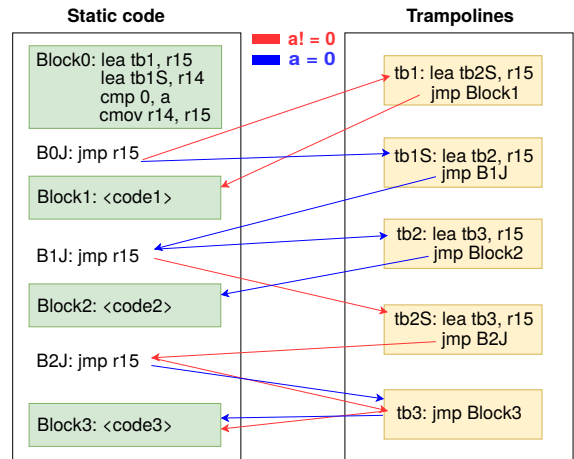 Static code
Trampolines
a! = 0
a = 0
Block0: lea tb1, r15
lea tb1S, r14
cmp 0, a
cmov r14, r15
B0J: jmp r15
Block1: <code1>
B1J: jmp r15
Block2: <code2>
B2J: jmp r15
Block3: <code3>
tb1: lea tb2S, r15
jmp Block1
tb1S: lea tb2, r15
jmp B1J
tb2: lea tb3, r15
jmp Block2
tb2S: lea tb3, r15
jmp B2J
tb3: jmp Block3